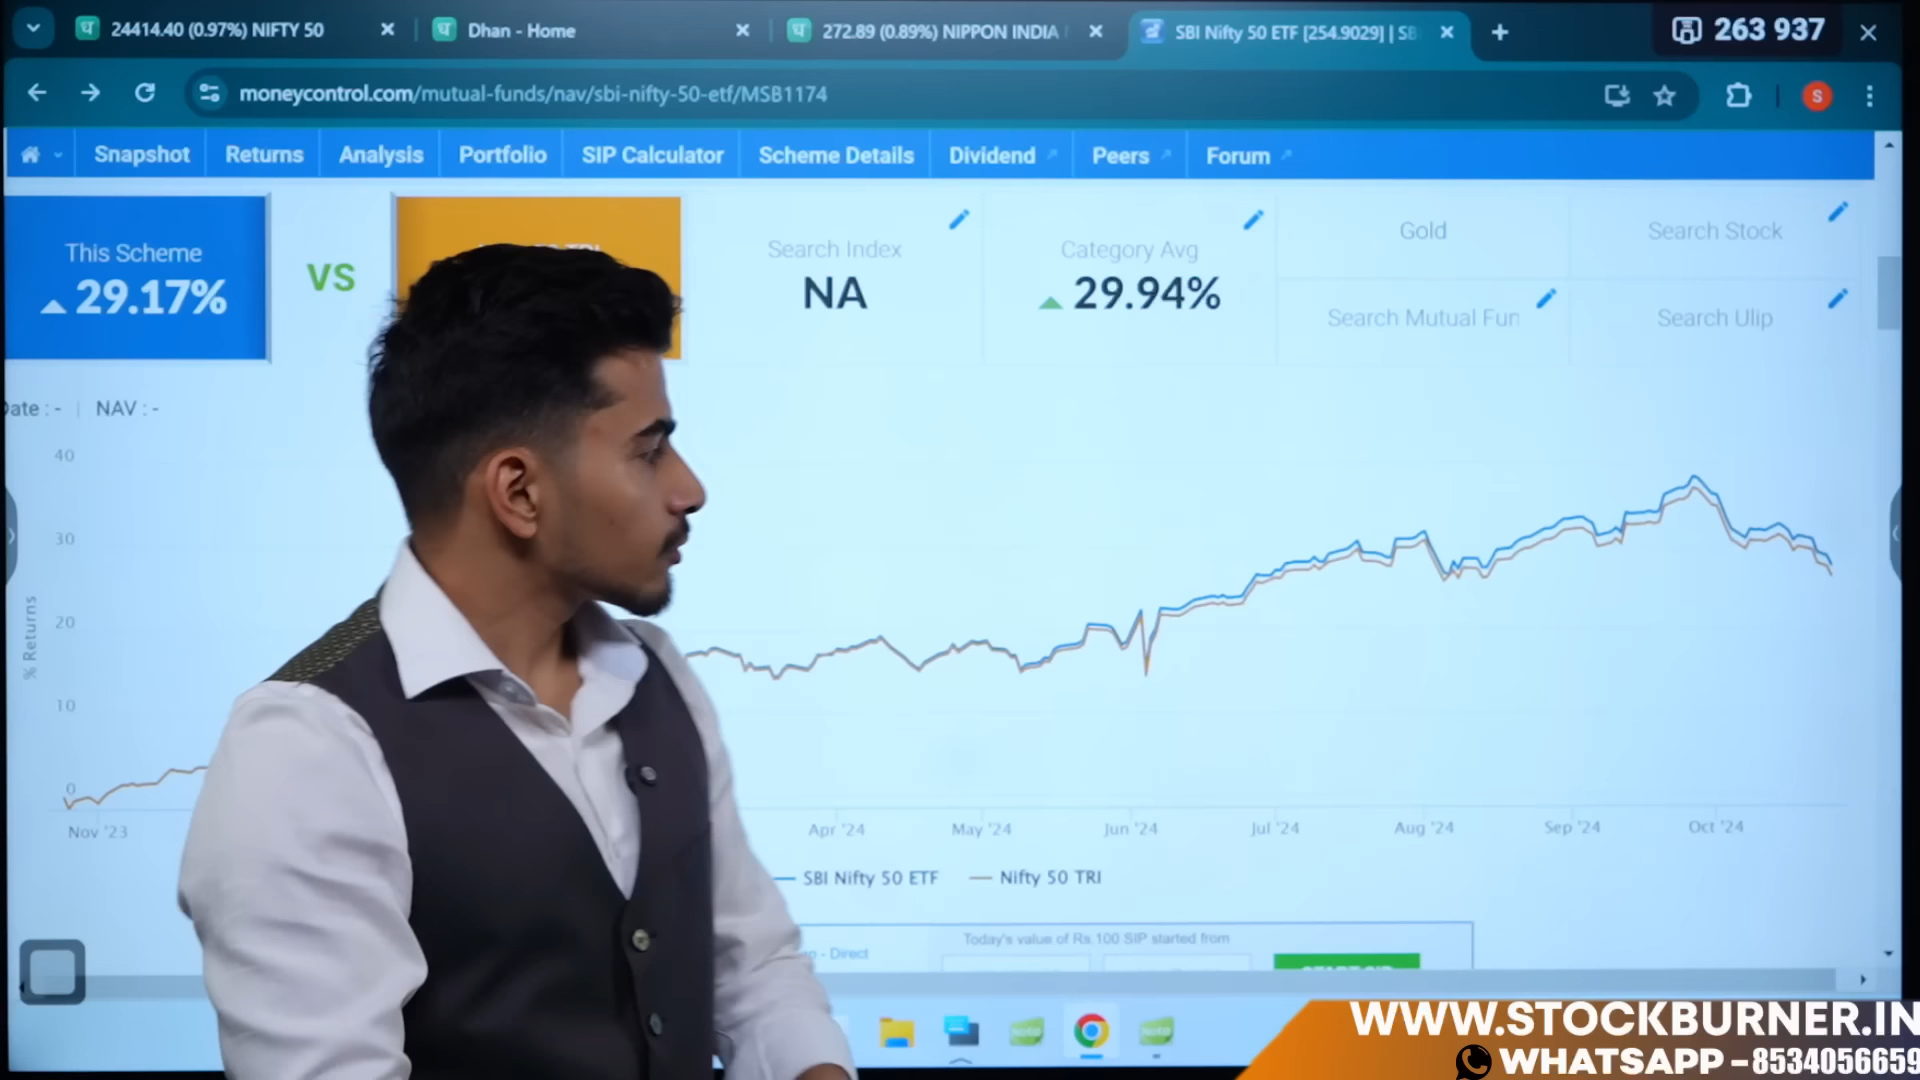 24414.40 (0.97%) NIFTY 50
Dhan - Home
272.89 (0.89%) NIPPON INDIA
SBI Nifty 50 ETF [254.9029] | SB
263 937
moneycontrol.com/mutual-funds/nav/sbi-nifty-50-etf/MSB1174
S
Snapshot Returns Analysis Portfolio SIP Calculator Scheme Details Dividend Peers Forum
This Scheme
29.17%
VS
Search Index
NA
Category Avg
29.94%
Gold
Search Stock
Search Mutual Fun
Search Ulip
Date : - | NAV : -
40
30
20
10
0
% Returns
Nov '23 Apr '24 May '24 Jun '24 Jul '24 Aug '24 Sep '24 Oct '24
SBI Nifty 50 ETF Nifty 50 TRI
- Direct
Today's value of Rs.100 SIP started from
WWW.STOCKBURNER.IN
WHATSAPP - 8534056659